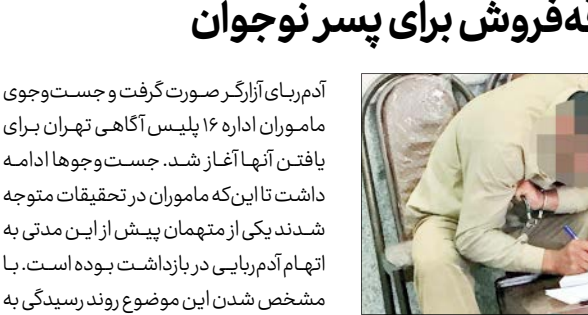 فروش برای پسر نوجوان
آدم‌ربای آزارگر صورت گرفت و جست‌وجوی
ماموران اداره ۱۶ پلیس آگاهی تهران برای
یافتن آنها آغاز شد. جست‌وجوها ادامه
داشت تا این‌که ماموران در تحقیقات متوجه
شدند یکی از متهمان پیش از این مدتی به
اتهام آدم‌ربایی در بازداشت بوده است. با
مشخص شدن این موضوع روند رسیدگی به